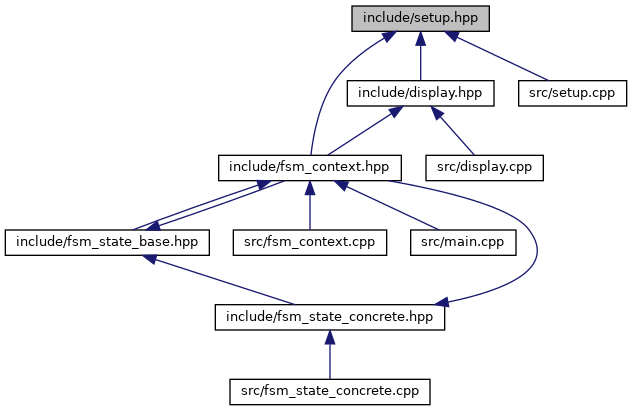 include/setup.hpp
include/display.hpp
src/setup.cpp
include/fsm_context.hpp
src/display.cpp
include/fsm_state_base.hpp
src/fsm_context.cpp
src/main.cpp
include/fsm_state_concrete.hpp
src/fsm_state_concrete.cpp